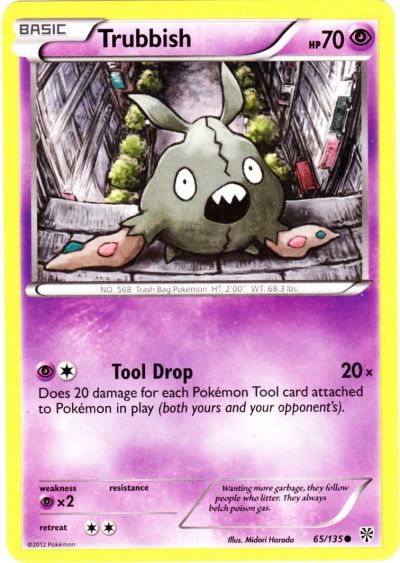 BASIC
Trubbish
HP70
NO. 568 Trash Bag Pokémon HT: 2'00" WT: 68.3 lbs.
Tool Drop 20×
Does 20 damage for each Pokémon Tool card attached
to Pokémon in play (both yours and your opponent's).
weakness resistance
×2
retreat
Wanting more garbage, they follow
people who litter. They always
belch poison gas.
Illus. Midori Harada 65/135
©2012 Pokémon